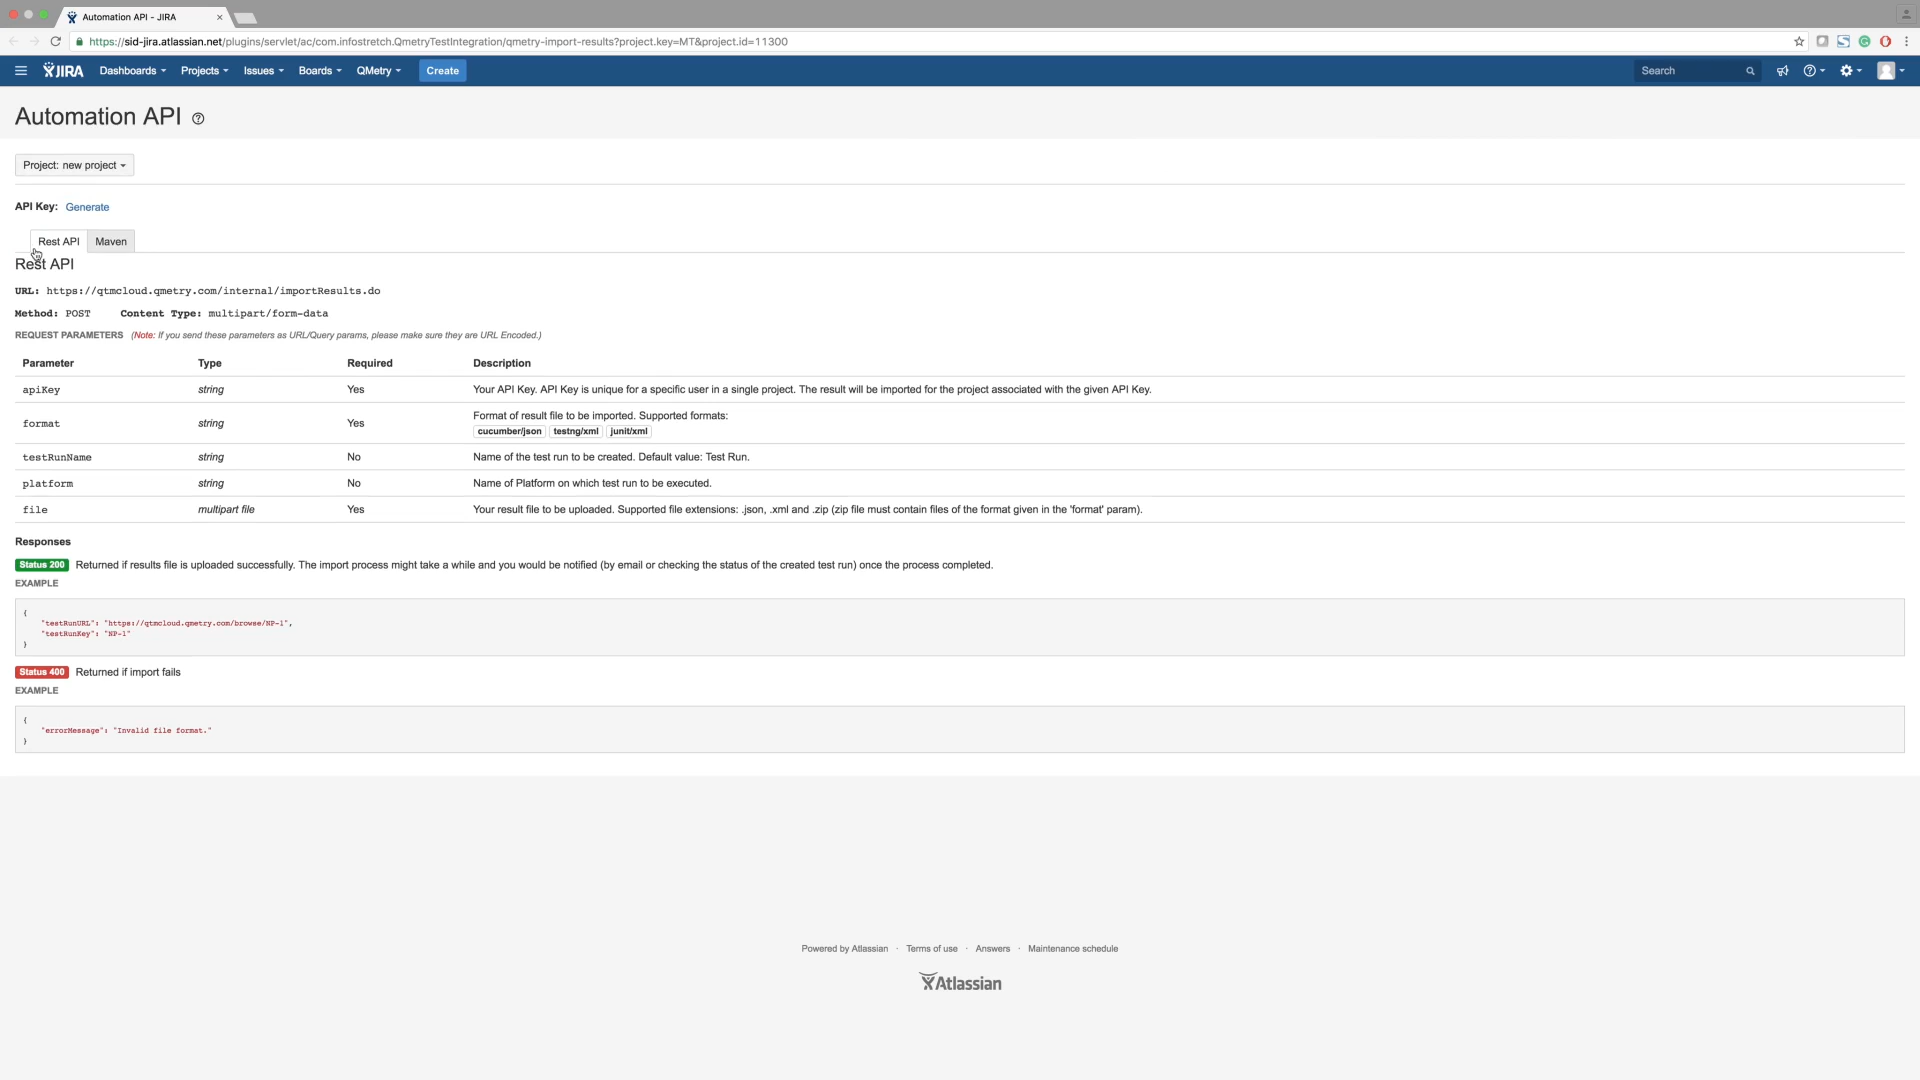 Automation API - JIRA
https://sid-jira.atlassian.net/plugins/servlet/ac/com.infostretch.QmetryTestIntegration/qmetry-import-results?project.key=MT&project.id=11300
JIRA Dashboards Projects Issues Boards QMetry Create Search
Automation API
Project: new project
API Key: Generate
Rest API Maven
Rest API
URL: https://qtmcloud.qmetry.com/internal/importResults.do
Method: POST Content Type: multipart/form-data
REQUEST PARAMETERS (Note: If you send these parameters as URL/Query params, please make sure they are URL Encoded.)
Parameter Type Required Description
apiKey string Yes Your API Key. API Key is unique for a specific user in a single project. The result will be imported for the project associated with the given API Key.
format string Yes Format of result file to be imported. Supported formats:
cucumber/json testng/xml junit/xml
testRunName string No Name of the test run to be created. Default value: Test Run.
platform string No Name of Platform on which test run to be executed.
file multipart file Yes Your result file to be uploaded. Supported file extensions: .json, .xml and .zip (zip file must contain files of the format given in the 'format' param).
Responses
Status 200 Returned if results file is uploaded successfully. The import process might take a while and you would be notified (by email or checking the status of the created test run) once the process completed.
EXAMPLE
{
"testRunURL": "https://qtmcloud.qmetry.com/browse/NP-1",
"testRunKey": "NP-1"
}
Status 400 Returned if import fails
EXAMPLE
{
"errorMessage": "Invalid file format."
}
Powered by Atlassian · Terms of use · Answers · Maintenance schedule
Atlassian